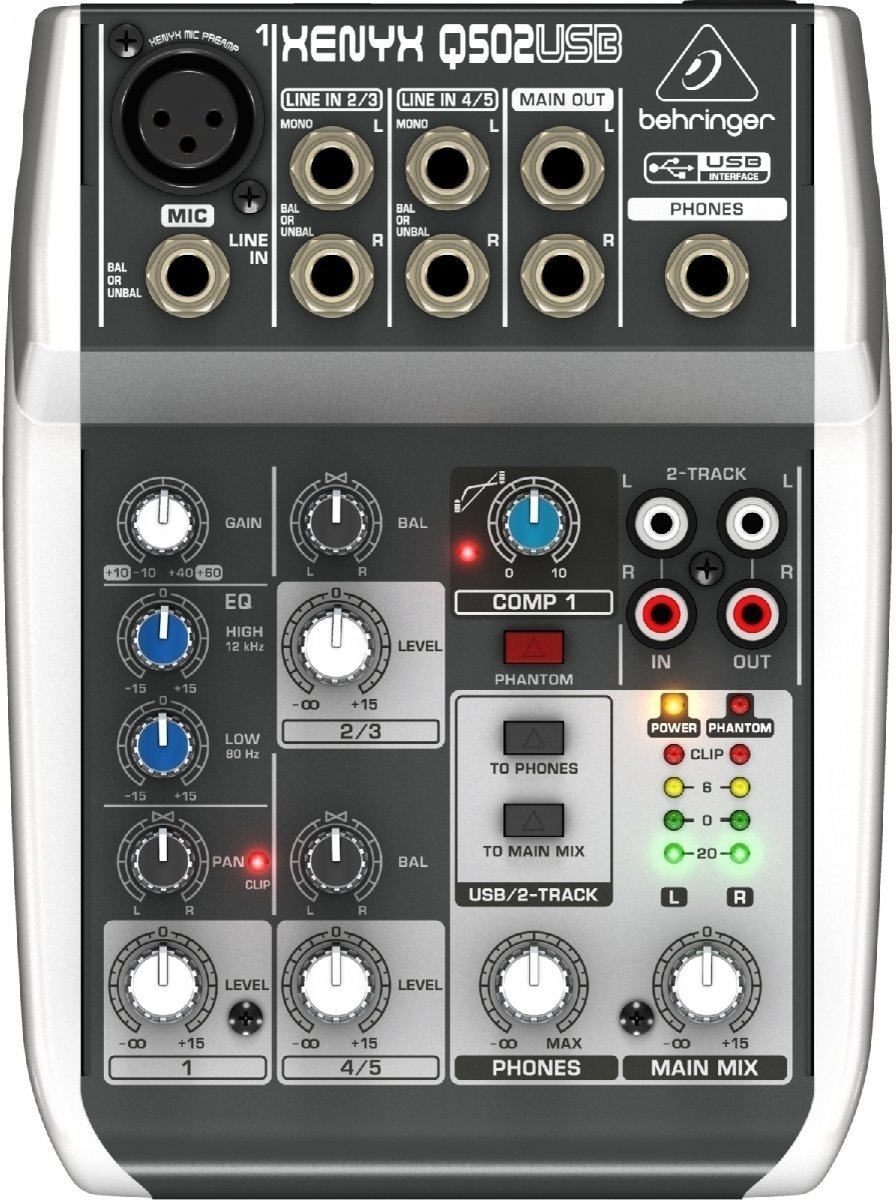 XENYX MIC PREAMP
1
XENYX Q502USB
LINE IN 2/3
LINE IN 4/5
MAIN OUT
behringer
MONO
L
MONO
L
L
USB
INTERFACE
PHONES
MIC
BAL
OR
UNBAL
BAL
OR
UNBAL
LINE
IN
R
R
R
BAL
OR
UNBAL
2-TRACK
L
L
GAIN
BAL
+10 -10 +40 +60
L R
0 10
R
R
COMP 1
EQ
0
0
HIGH
12 kHz
LEVEL
IN
OUT
-15 +15
PHANTOM
-∞ +15
0
2/3
POWER
PHANTOM
LOW
80 Hz
CLIP
TO PHONES
6
-15 +15
0
TO MAIN MIX
20
PAN
BAL
CLIP
L R
L R
USB/2-TRACK
L
R
0
0
0
LEVEL
LEVEL
-∞ +15
-∞ +15
-∞ MAX
-∞ +15
1
4/5
PHONES
MAIN MIX